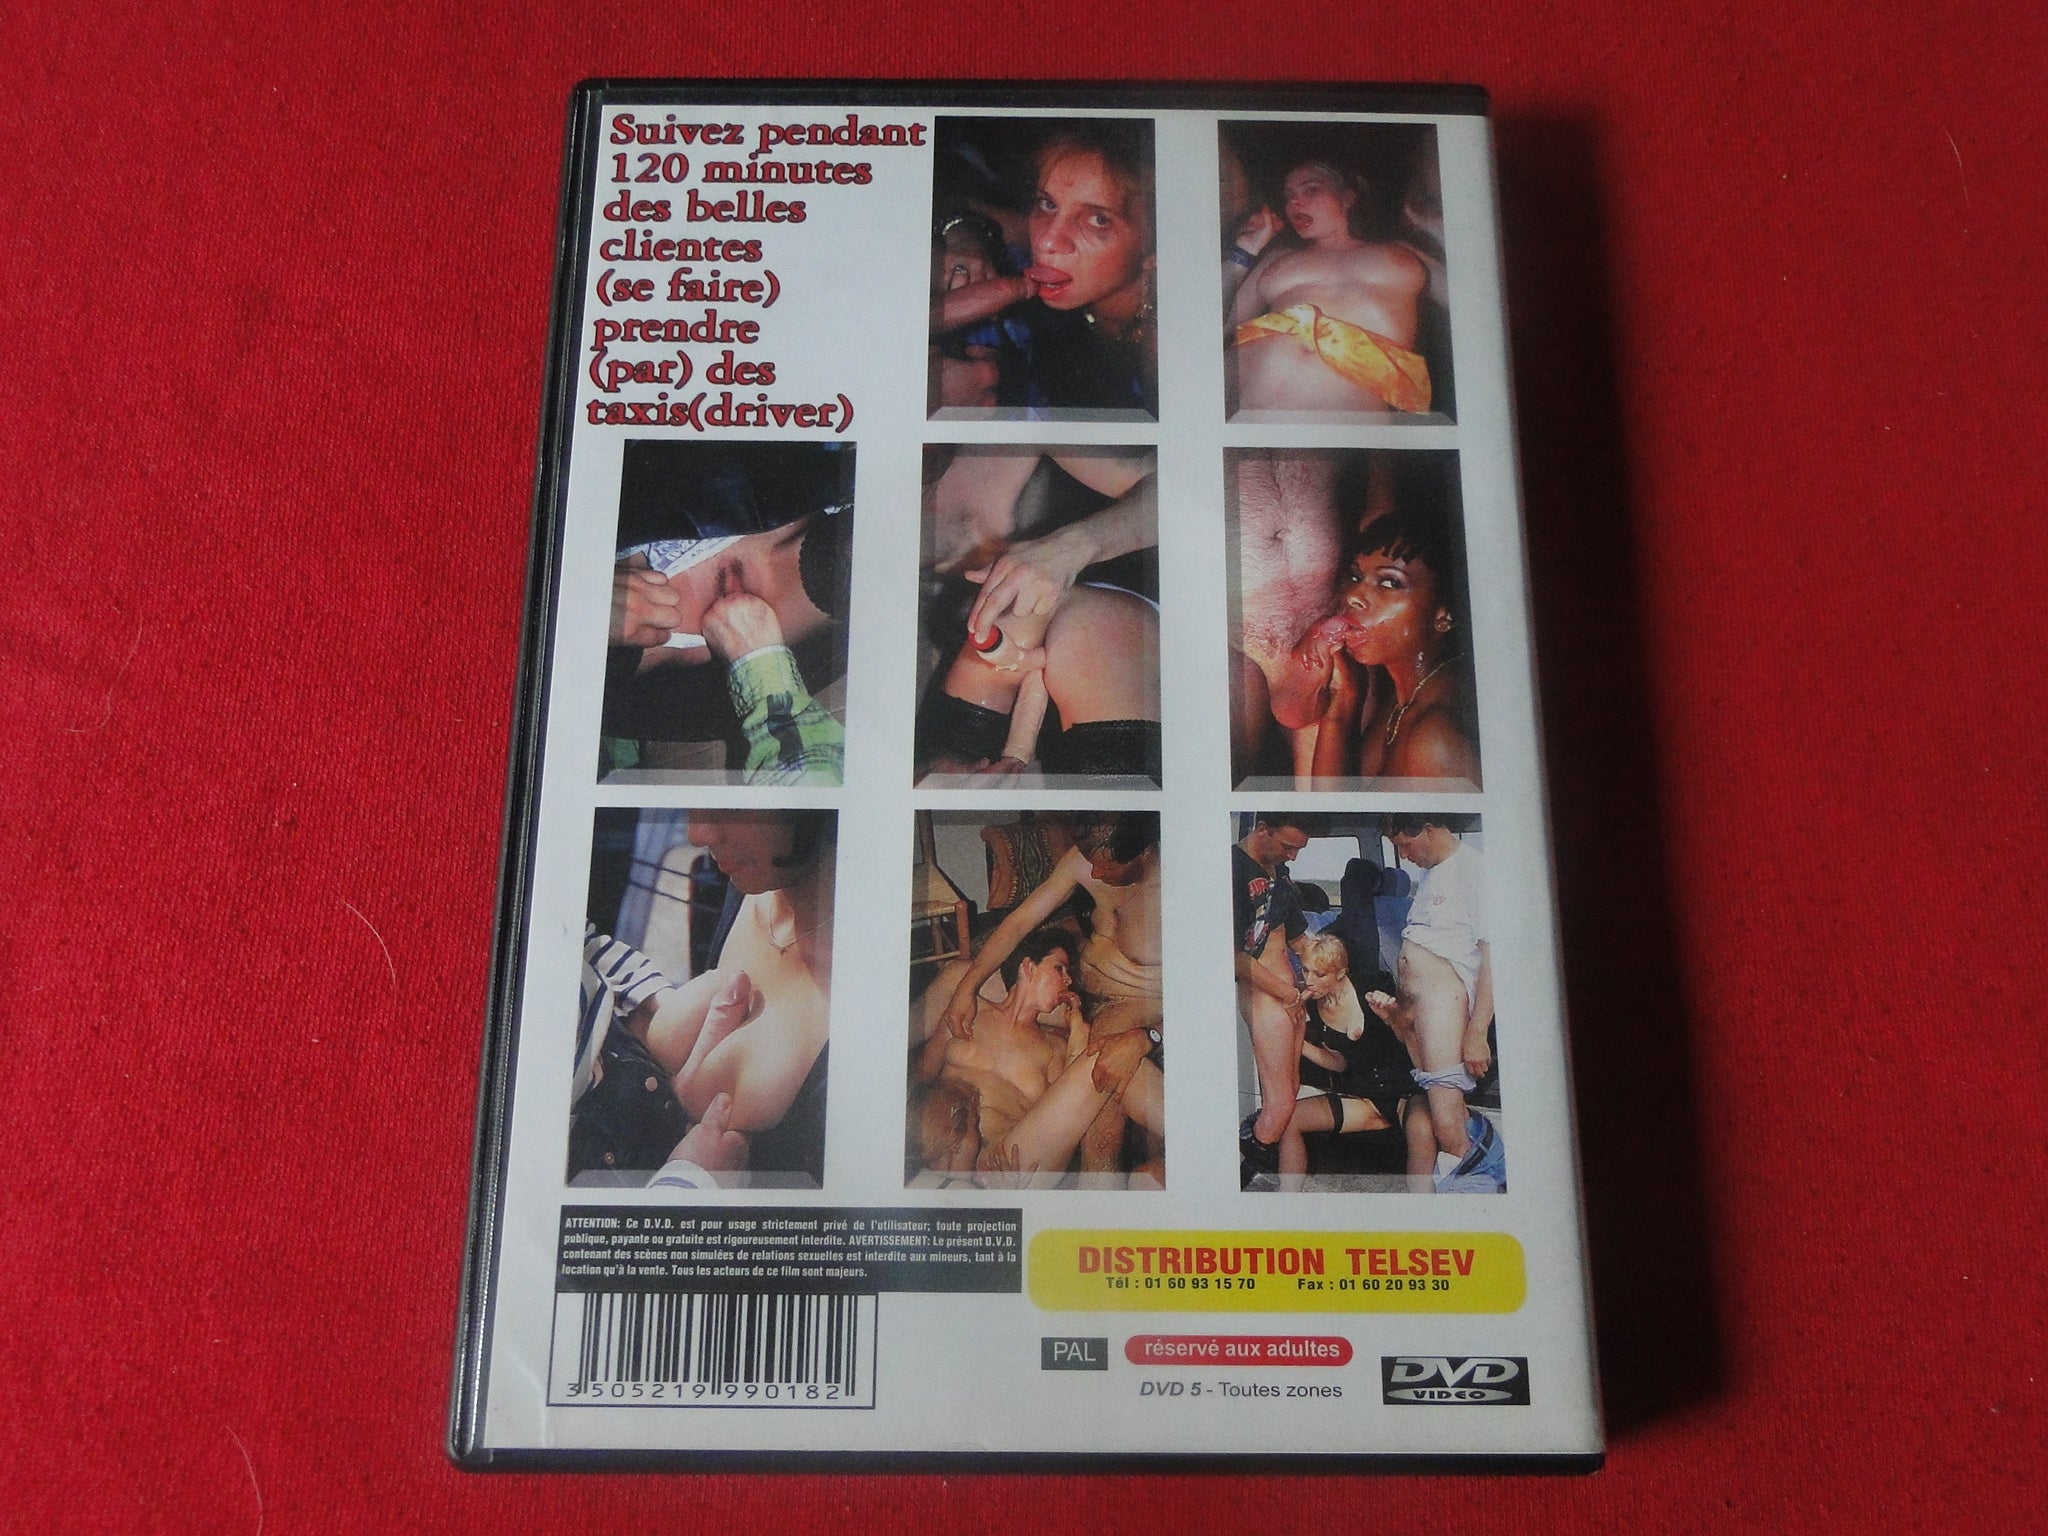 Suivez pendant
120 minutes
des belles
clientes
(se faire)
prendre
(par) des
taxis(driver)
ATTENTION: Ce D.V.D. est pour usage strictement privé de l'utilisateur; toute projection
publique, payante ou gratuite est rigoureusement interdite. AVERTISSEMENT: Le présent D.V.D.
contenant des scènes non simulées de relations sexuelles est interdite aux mineurs, tant à la
location qu'à la vente. Tous les acteurs de ce film sont majeurs.
DISTRIBUTION TELSEV
Tél : 01 60 93 15 70 Fax : 01 60 20 93 30
3 505219 990182
PAL
réservé aux adultes
DVD 5 - Toutes zones
DVD
VIDEO